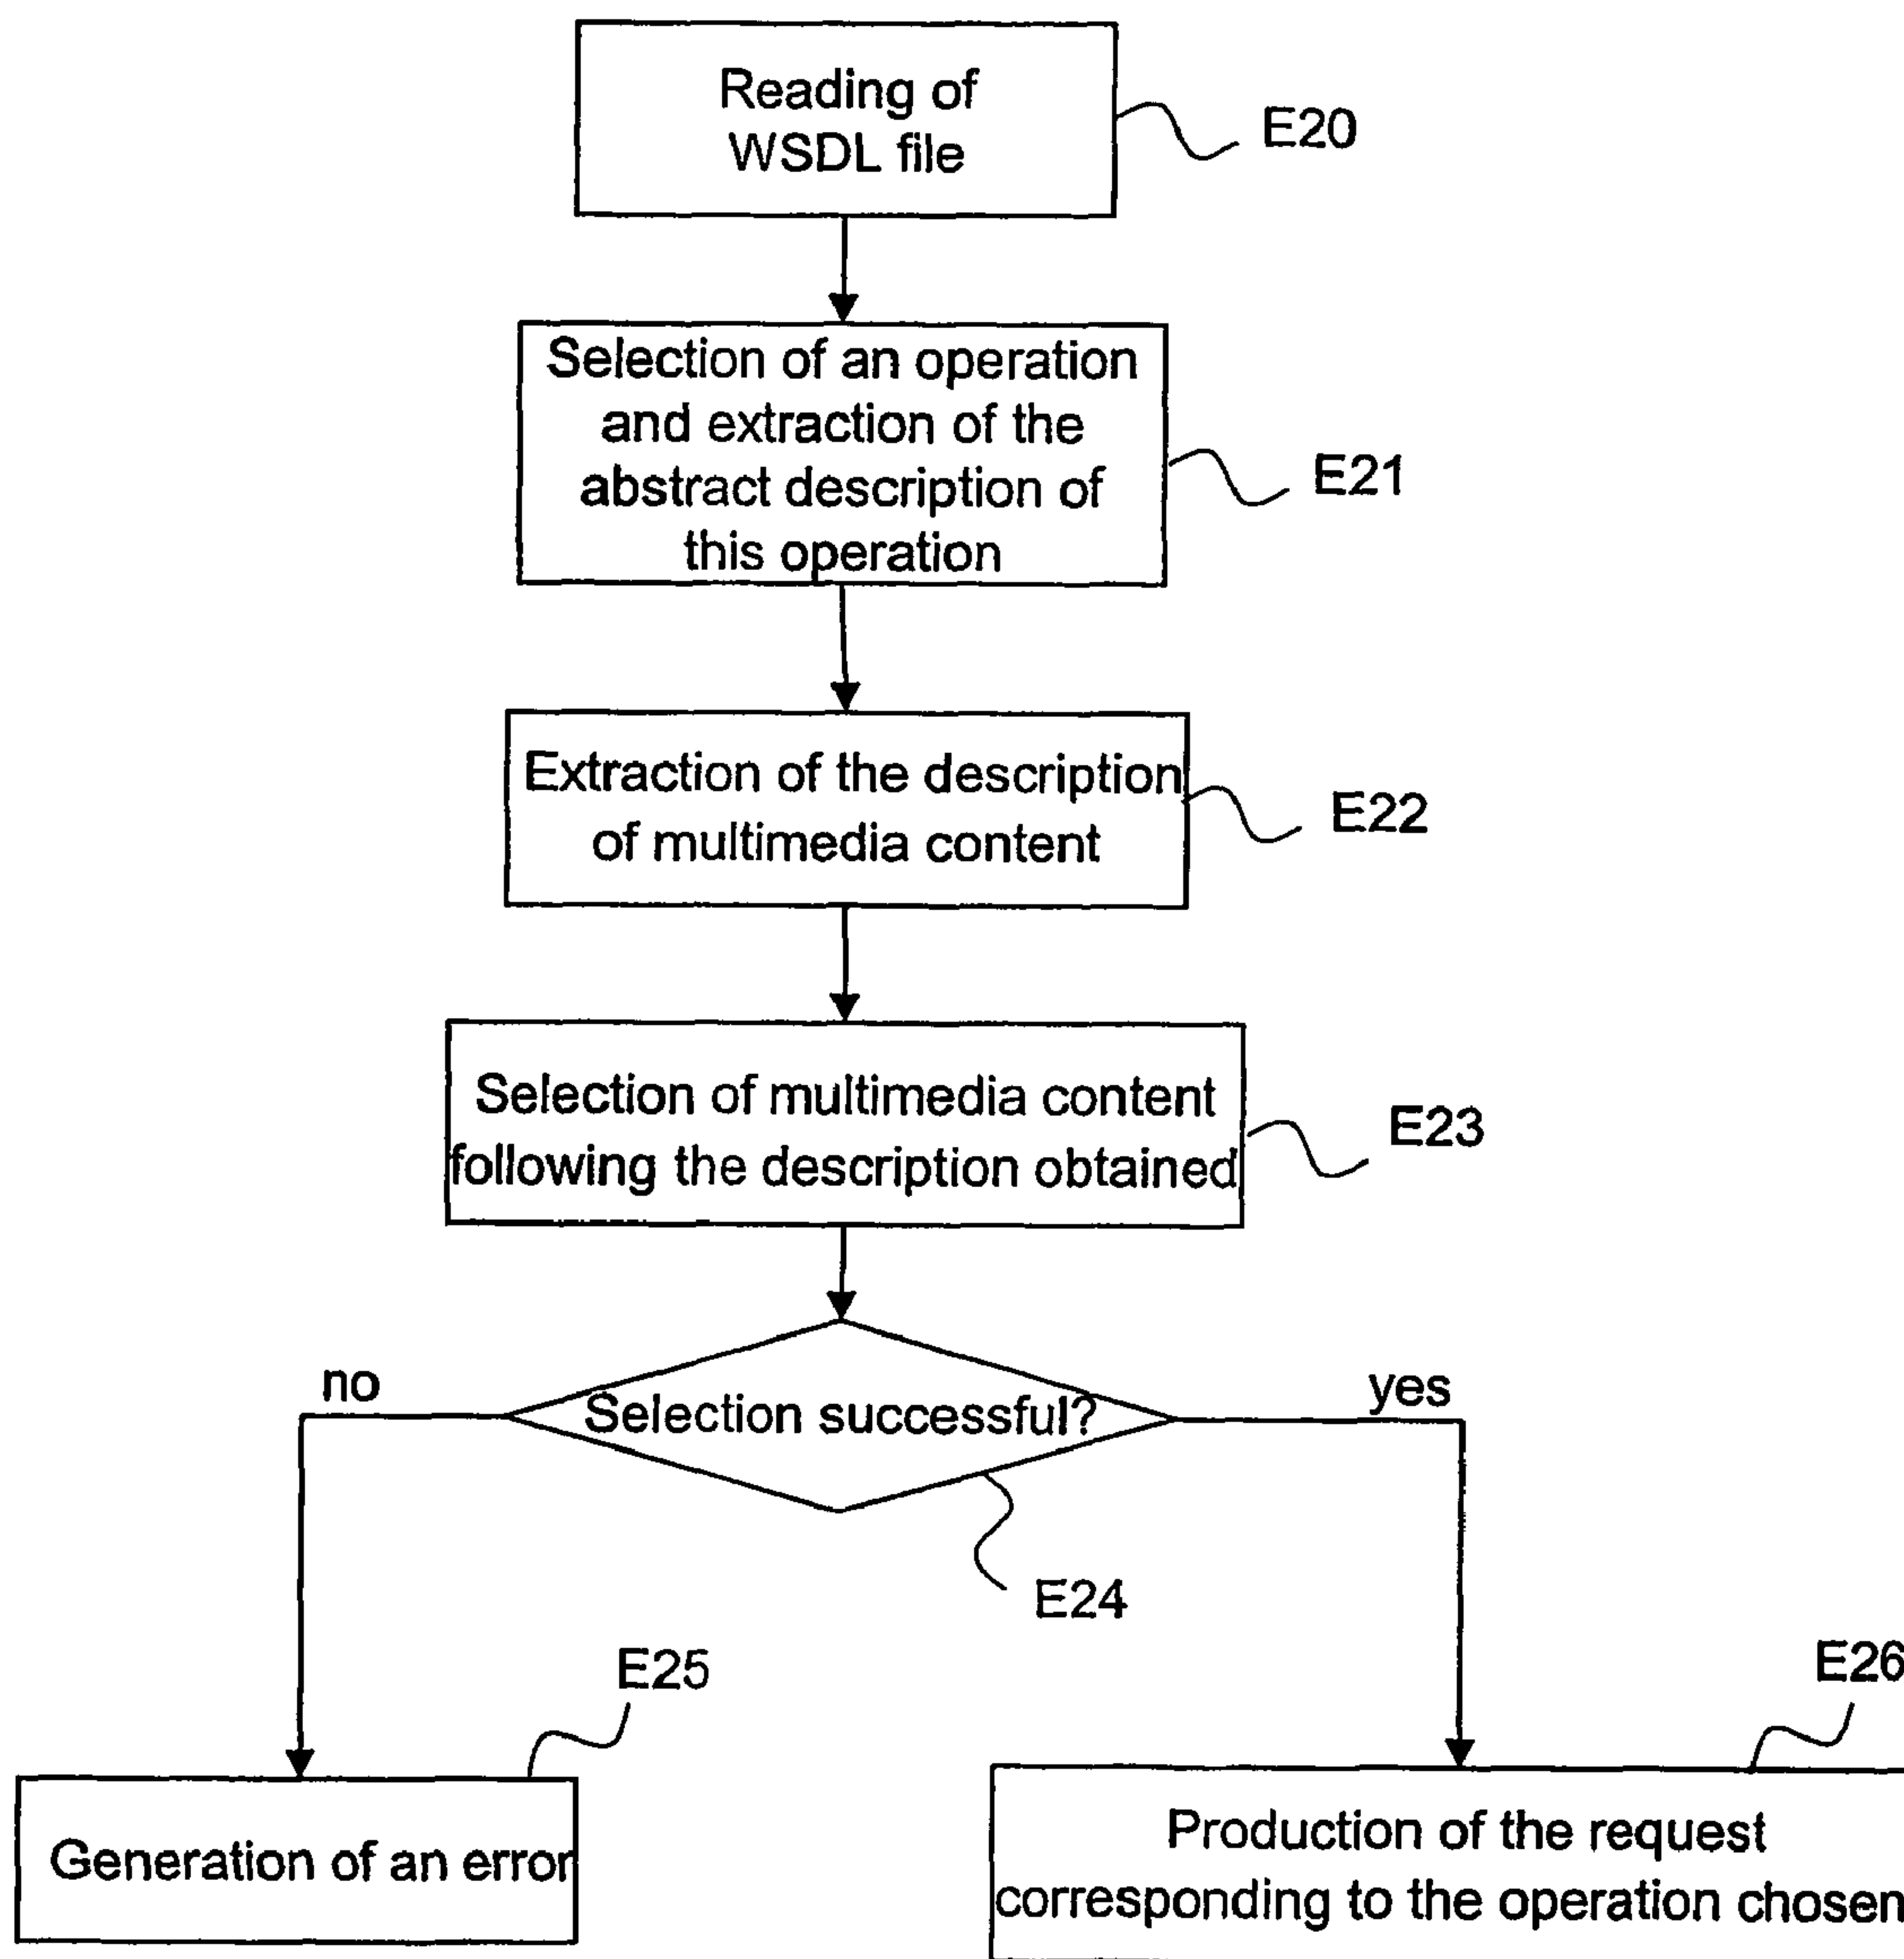 Reading of
WSDL file
E20
Selection of an operation
and extraction of the
abstract description of
this operation
E21
Extraction of the description
of multimedia content
E22
Selection of multimedia content
following the description obtained
E23
no
Selection successful?
yes
E24
E25
E26
Generation of an error
Production of the request
corresponding to the operation chosen